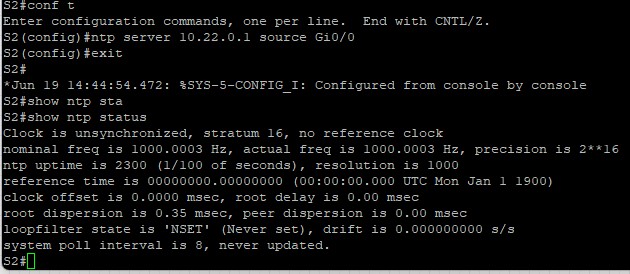 S2#conf t
Enter configuration commands, one per line.  End with CNTL/Z.
S2(config)#ntp server 10.22.0.1 source Gi0/0
S2(config)#exit
S2#
*Jun 19 14:44:54.472: %SYS-5-CONFIG_I: Configured from console by console
S2#show ntp sta
S2#show ntp status
Clock is unsynchronized, stratum 16, no reference clock
nominal freq is 1000.0003 Hz, actual freq is 1000.0003 Hz, precision is 2**16
ntp uptime is 2300 (1/100 of seconds), resolution is 1000
reference time is 00000000.00000000 (00:00:00.000 UTC Mon Jan 1 1900)
clock offset is 0.0000 msec, root delay is 0.00 msec
root dispersion is 0.35 msec, peer dispersion is 0.00 msec
loopfilter state is 'NSET' (Never set), drift is 0.000000000 s/s
system poll interval is 8, never updated.
S2#